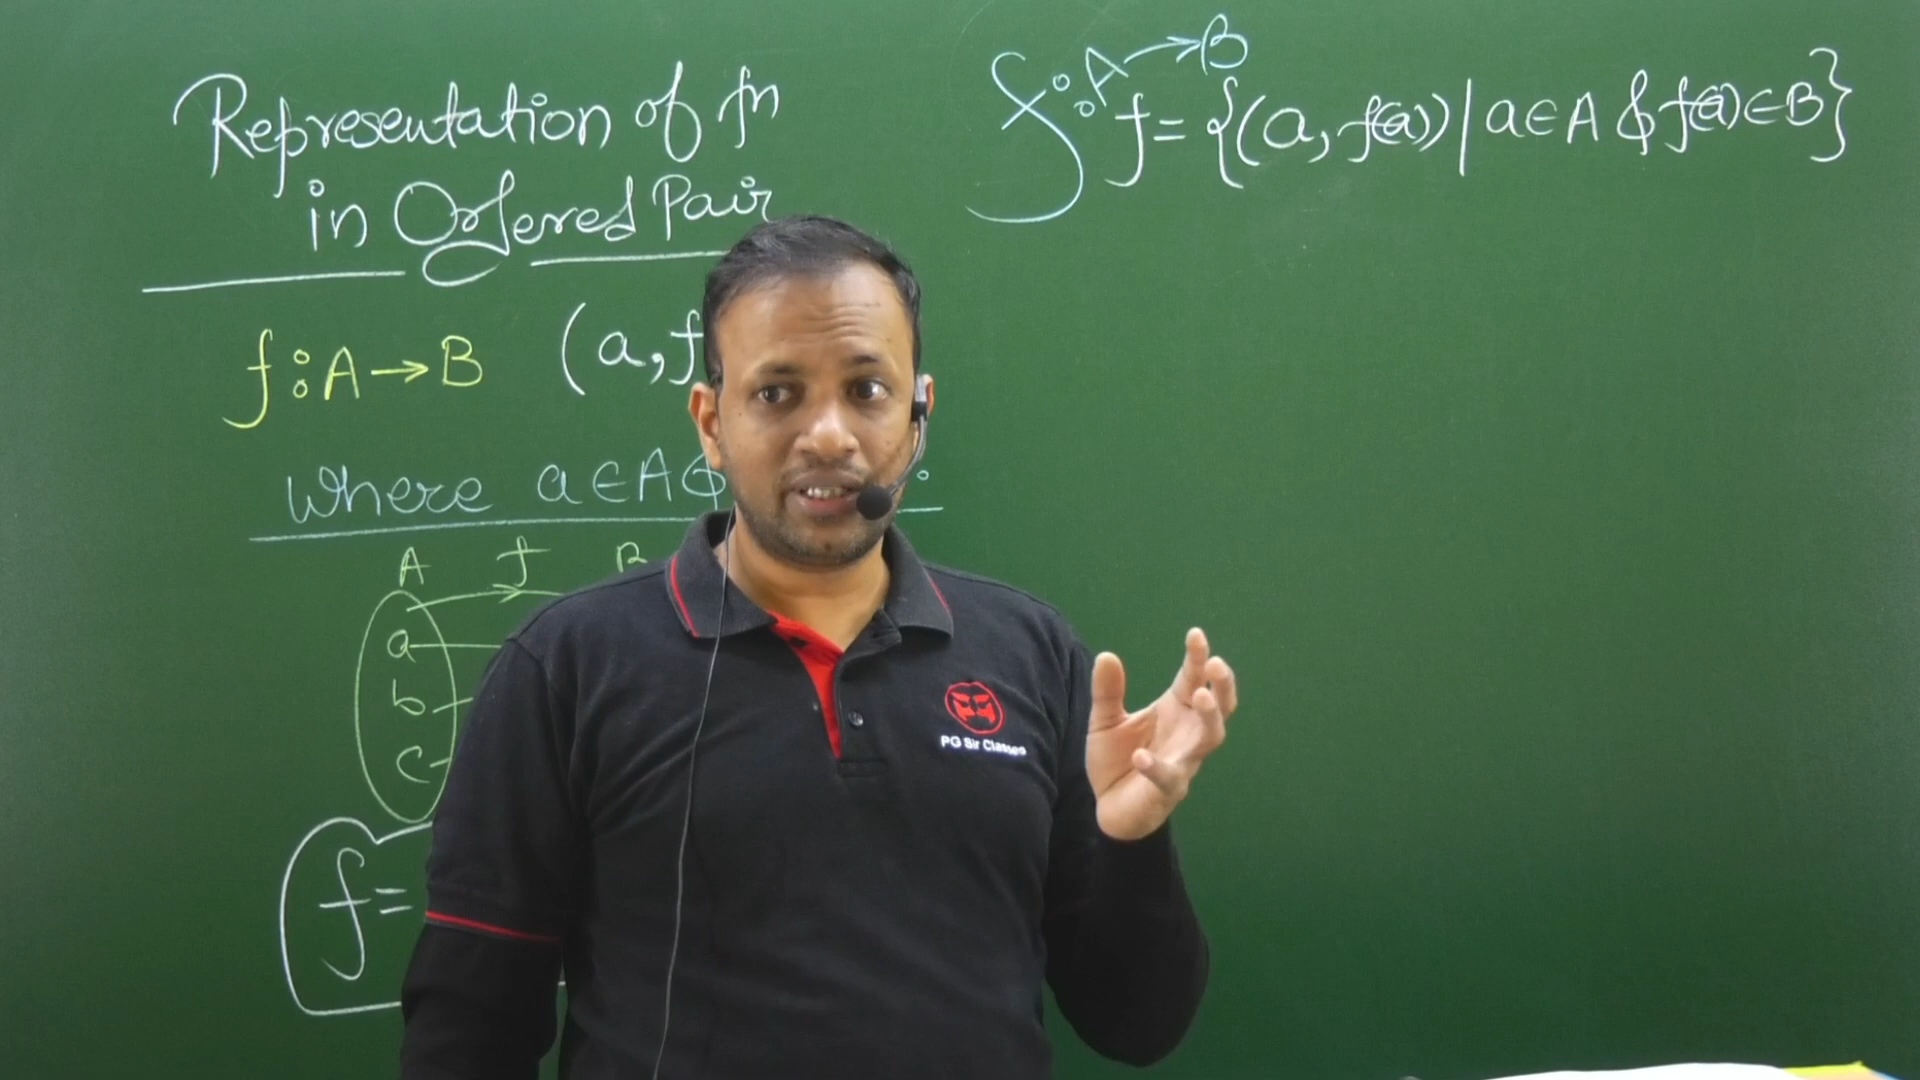 Representation of fn
in Ordered Pair
f : A → B (a, f
where a ∈ A &
A f B
a
b
c
f =
f : A → B
f = {(a, f(a)) | a ∈ A & f(a) ∈ B}
PG Sir Classes